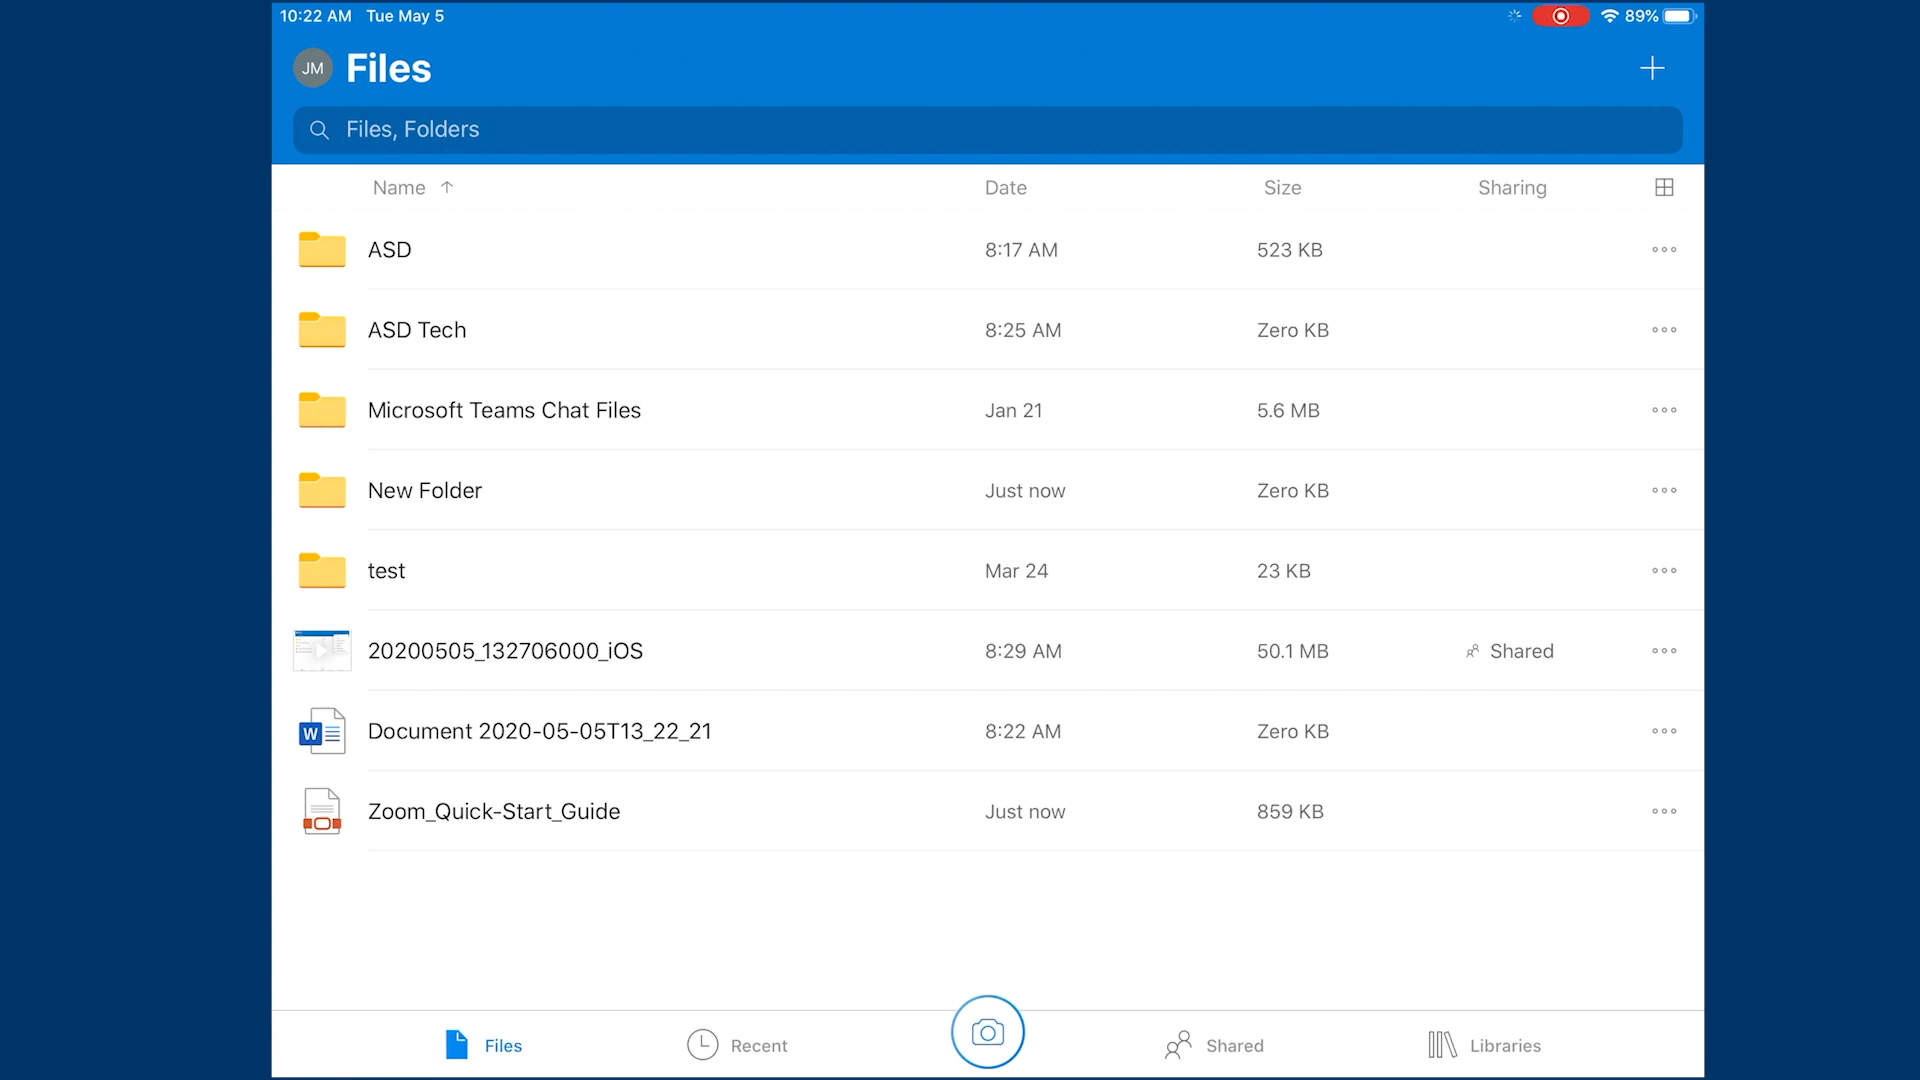 10:22 AM Tue May 5 89%
JM Files
Files, Folders
Name Date Size Sharing
ASD 8:17 AM 523 KB
ASD Tech 8:25 AM Zero KB
Microsoft Teams Chat Files Jan 21 5.6 MB
New Folder Just now Zero KB
test Mar 24 23 KB
20200505_132706000_iOS 8:29 AM 50.1 MB Shared
W Document 2020-05-05T13_22_21 8:22 AM Zero KB
Zoom_Quick-Start_Guide Just now 859 KB
Files Recent Shared Libraries